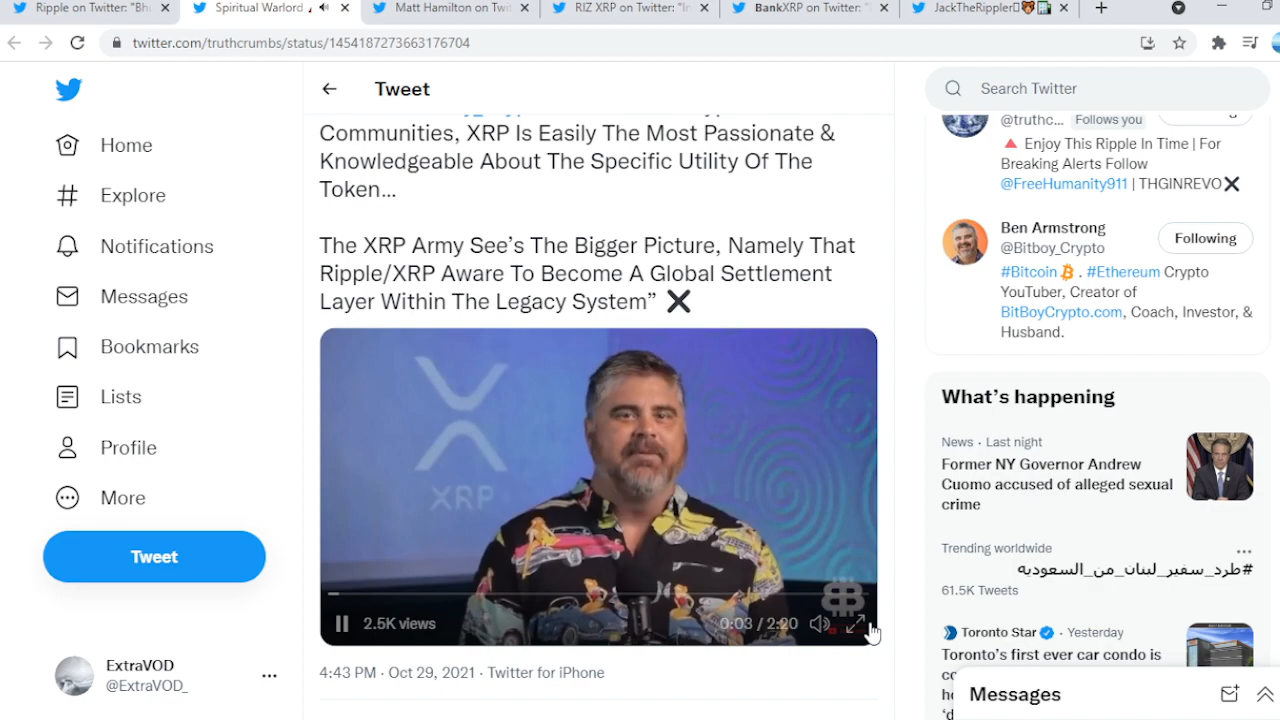 Ripple on Twitter: "Bh
Spiritual Warlord
Matt Hamilton on Twi
RIZ XRP on Twitter: "In
BankXRP on Twitter: "
JackTheRippler
twitter.com/truthcrumbs/status/1454187273663176704
Home
Explore
Notifications
Messages
Bookmarks
Lists
Profile
More
Tweet
ExtraVOD
@ExtraVOD_
Tweet
Communities, XRP Is Easily The Most Passionate &
Knowledgeable About The Specific Utility Of The
Token...
The XRP Army See's The Bigger Picture, Namely That
Ripple/XRP Aware To Become A Global Settlement
Layer Within The Legacy System"
XRP
2.5K views
0:03 / 2:20
4:43 PM · Oct 29, 2021 · Twitter for iPhone
Search Twitter
@truthc... Follows you
Enjoy This Ripple In Time | For
Breaking Alerts Follow
@FreeHumanity911 | THGINREVO
Ben Armstrong
@Bitboy_Crypto
Following
#Bitcoin . #Ethereum Crypto
YouTuber, Creator of
BitBoyCrypto.com, Coach, Investor, &
Husband.
What's happening
News · Last night
Former NY Governor Andrew
Cuomo accused of alleged sexual
crime
Trending worldwide
#طرد_سفير_لبنان_من_السعوديه
61.5K Tweets
Toronto Star · Yesterday
Toronto's first ever car condo is
Messages